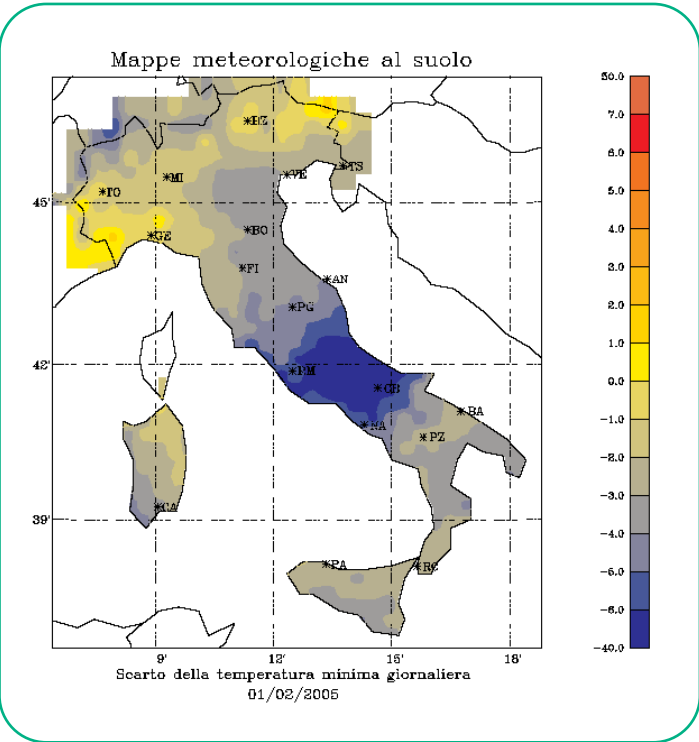 Mappe meteorologiche al suolo
50.0
7.0
6.0
5.0
4.0
3.0
2.0
1.0
0.0
-1.0
-2.0
-3.0
-4.0
-6.0
-8.0
-40.0
BZ
MI
TO
VE
TS
45'
GE
BO
FI
AN
PG
42'
RM
CB
NA
BA
PZ
CA
39'
PA
RC
9'
12'
15'
18'
Scarto della temperatura minima giornaliera
01/02/2005